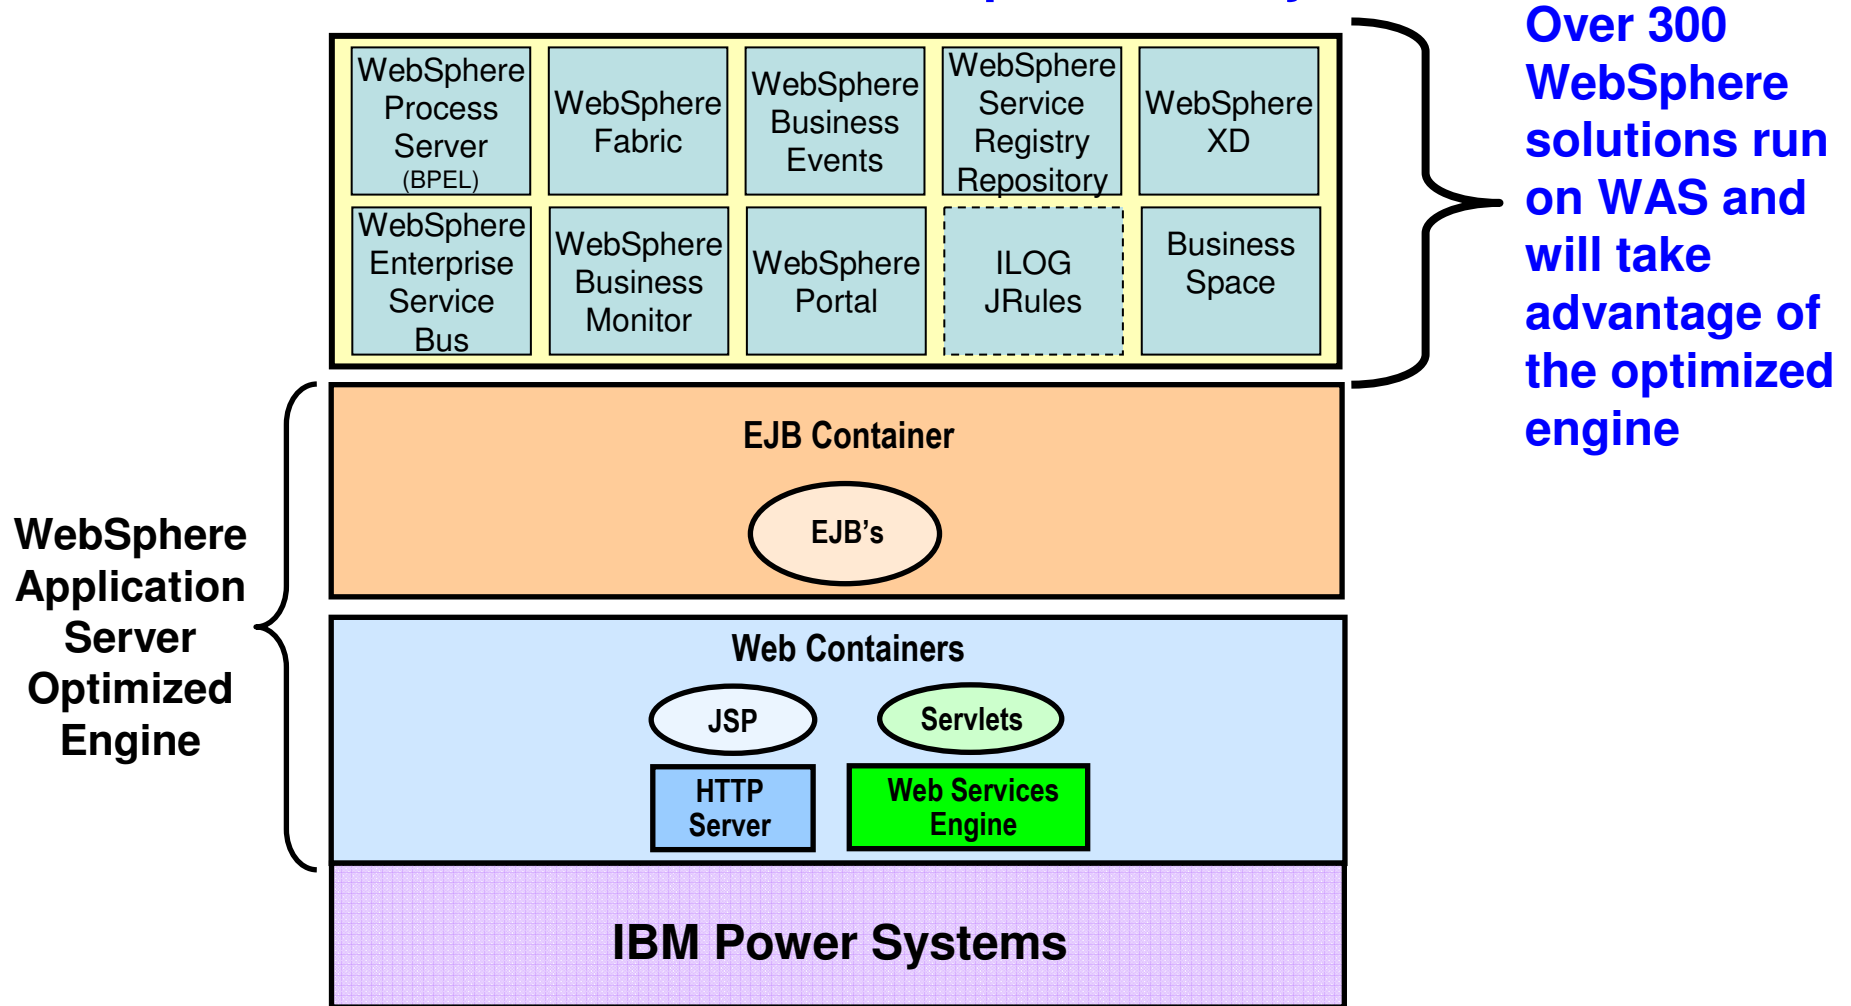 WebSphere
Process
Server
(BPEL)
WebSphere
Fabric
WebSphere
Business
Events
WebSphere
Service
Registry
Repository
WebSphere
XD
WebSphere
Enterprise
Service
Bus
WebSphere
Business
Monitor
WebSphere
Portal
ILOG
JRules
Business
Space
Over 300
WebSphere
solutions run
on WAS and
will take
advantage of
the optimized
engine
EJB Container
EJB's
WebSphere
Application
Server
Optimized
Engine
Web Containers
JSP
Servlets
HTTP
Server
Web Services
Engine
IBM Power Systems